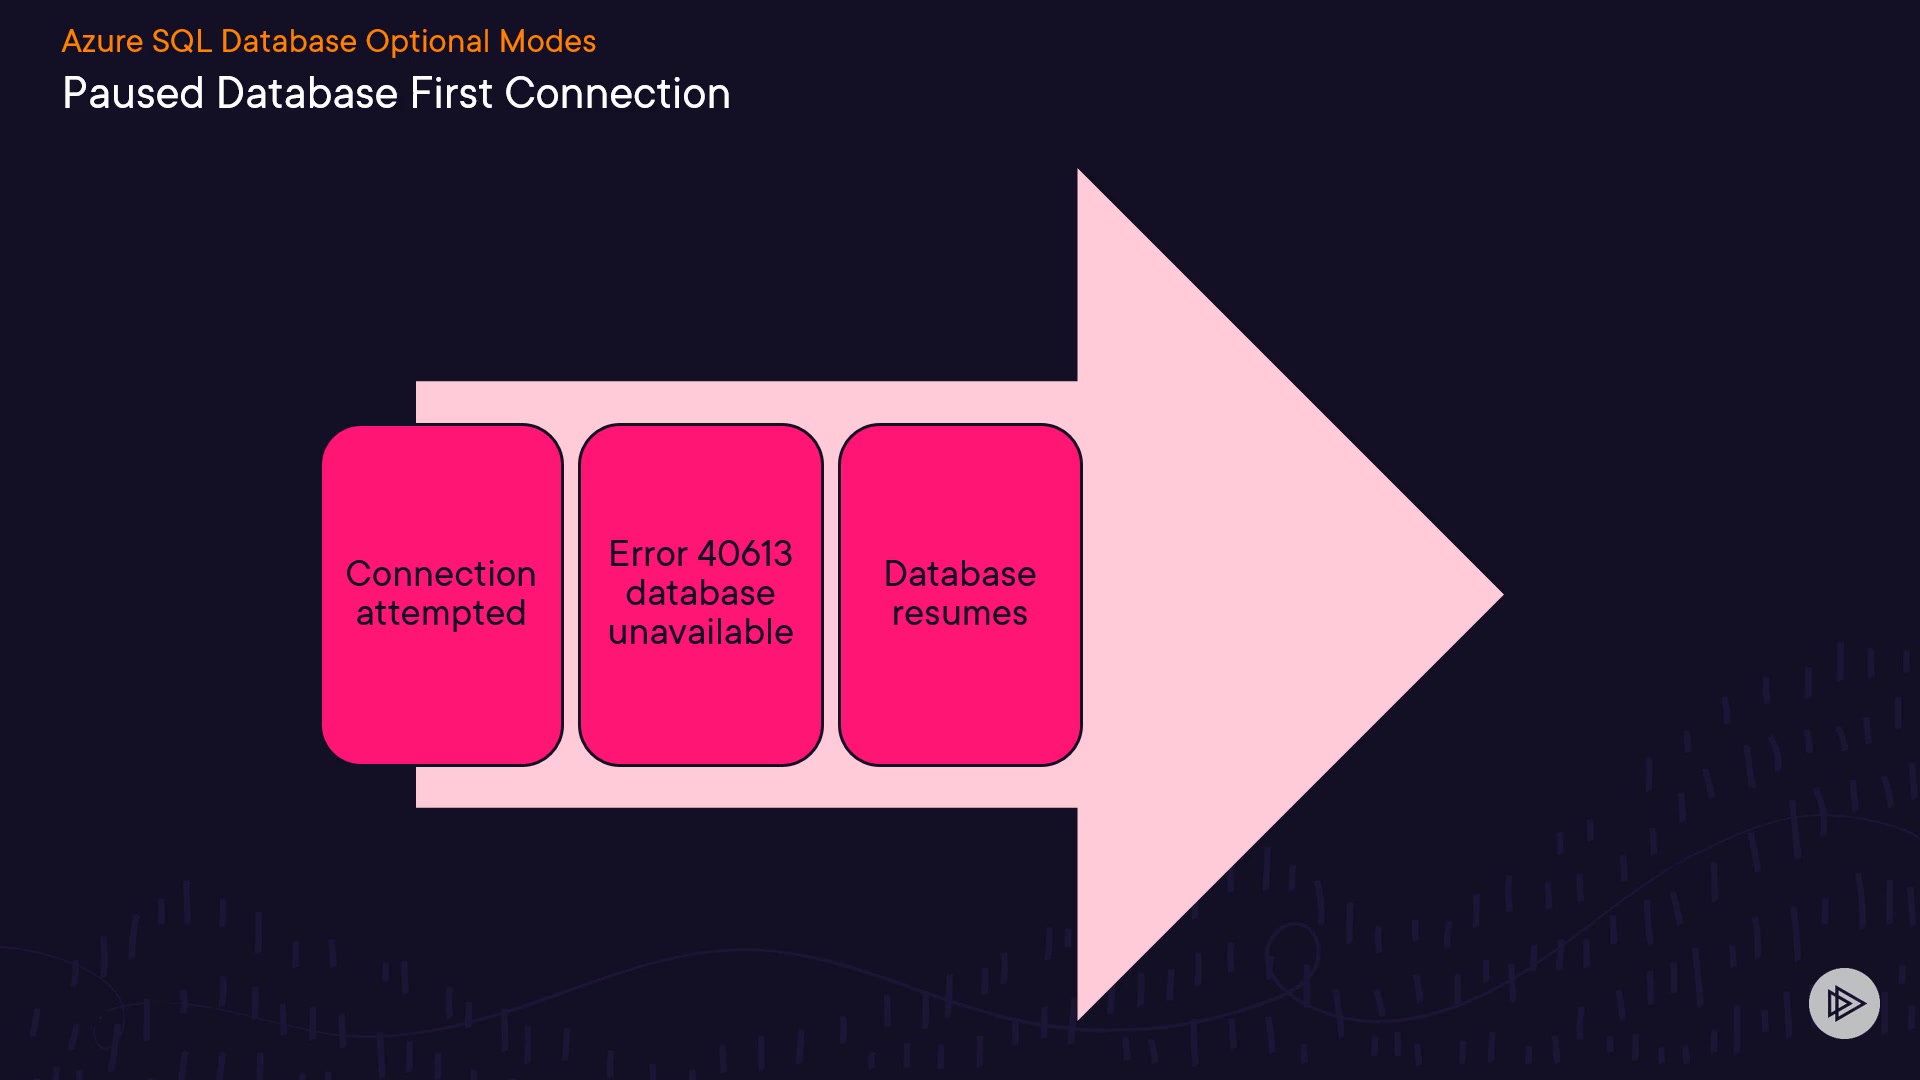 Azure SQL Database Optional Modes
Paused Database First Connection
Connection
attempted
Error 40613
database
unavailable
Database
resumes